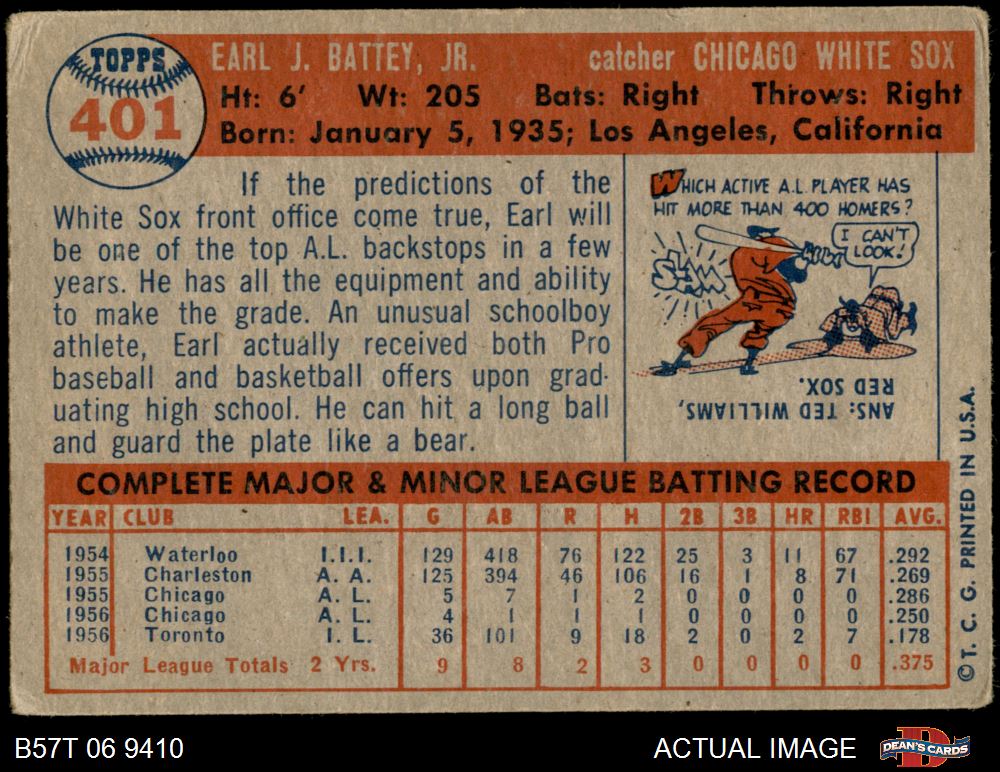 TOPPS
401
EARL J. BATTEY, JR. catcher CHICAGO WHITE SOX
Ht: 6' Wt: 205 Bats: Right Throws: Right
Born: January 5, 1935; Los Angeles, California
If the predictions of the
White Sox front office come true, Earl will
be one of the top A.L. backstops in a few
years. He has all the equipment and ability
to make the grade. An unusual schoolboy
athlete, Earl actually received both Pro
baseball and basketball offers upon grad-
uating high school. He can hit a long ball
and guard the plate like a bear.
WHICH ACTIVE A.L. PLAYER HAS
HIT MORE THAN 400 HOMERS?
I CAN'T
LOOK!
SLAM
ANS: TED WILLIAMS,
RED SOX.
COMPLETE MAJOR & MINOR LEAGUE BATTING RECORD
YEAR CLUB LEA. G AB R H 2B 3B HR RBI AVG.
1954 Waterloo I.I.I. 129 418 76 122 25 3 11 67 .292
1955 Charleston A. A. 125 394 46 106 16 1 8 71 .269
1955 Chicago A. L. 5 7 1 2 0 0 0 0 .286
1956 Chicago A. L. 4 1 1 1 0 0 0 0 .250
1956 Toronto I. L. 36 101 9 18 2 0 2 7 .178
Major League Totals 2 Yrs. 9 8 2 3 0 0 0 0 .375
©T. C. G. PRINTED IN U.S.A.
B57T 06 9410 ACTUAL IMAGE DEAN'S CARDS